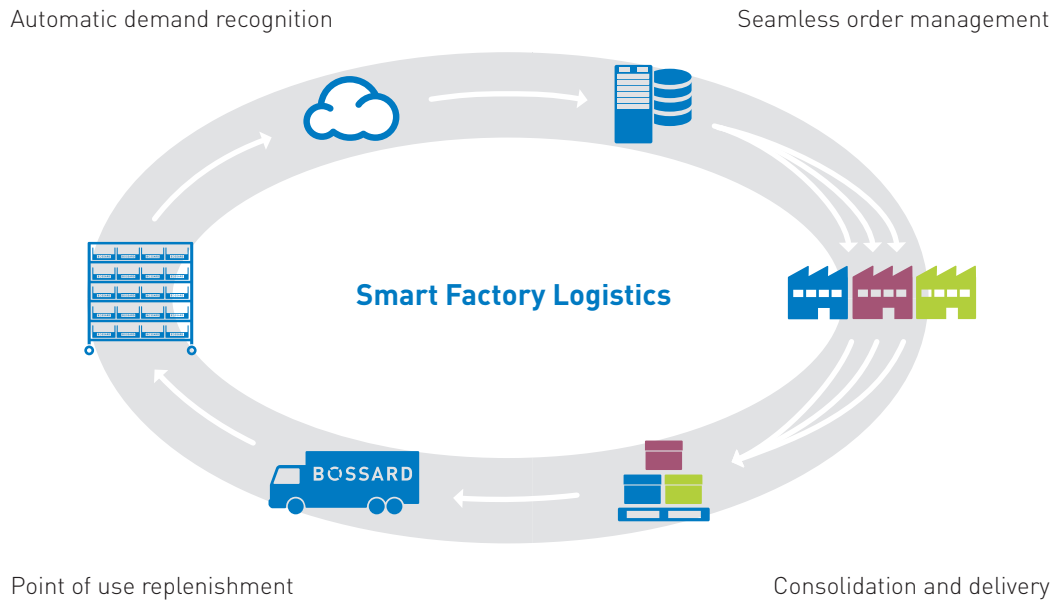 Automatic demand recognition
Seamless order management
Smart Factory Logistics
BOSSARD
Point of use replenishment
Consolidation and delivery